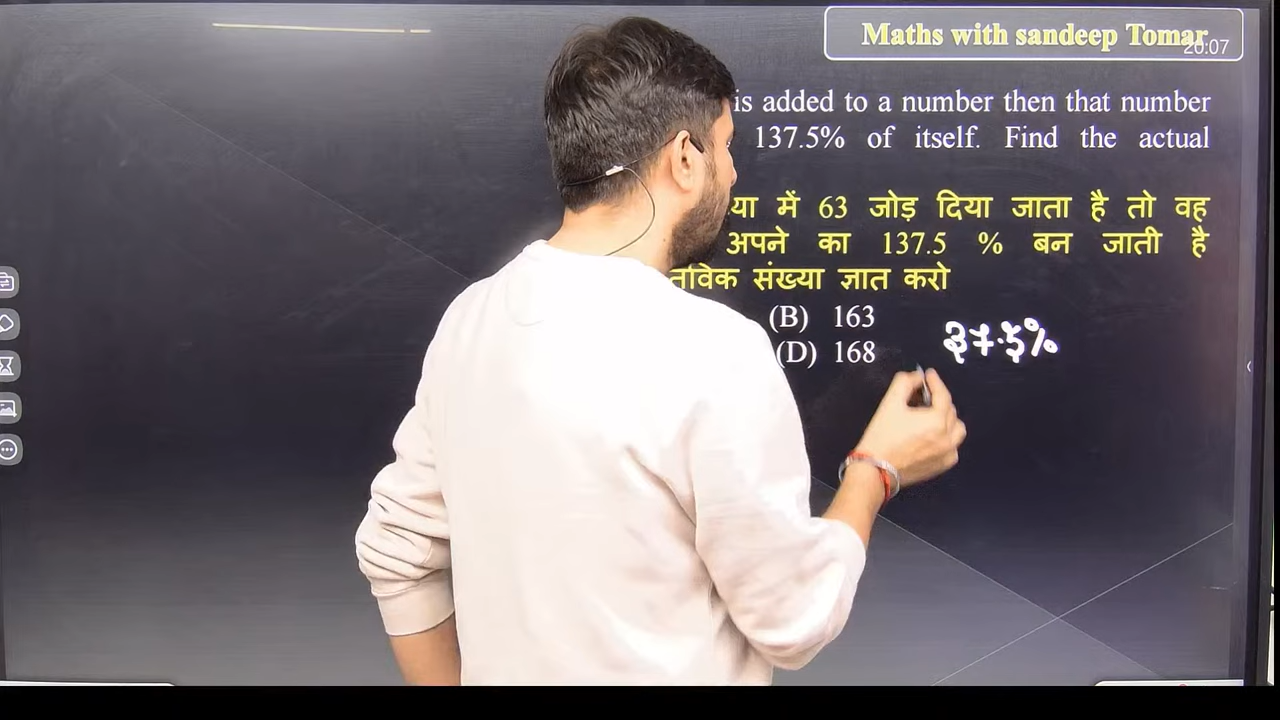 Maths with sandeep Tomar
20:07
is added to a number then that number
137.5% of itself. Find the actual
में 63 जोड़ दिया जाता है तो वह
अपने का 137.5 % बन जाती है
संख्या ज्ञात करो
(B) 163
(D) 168
37.5%